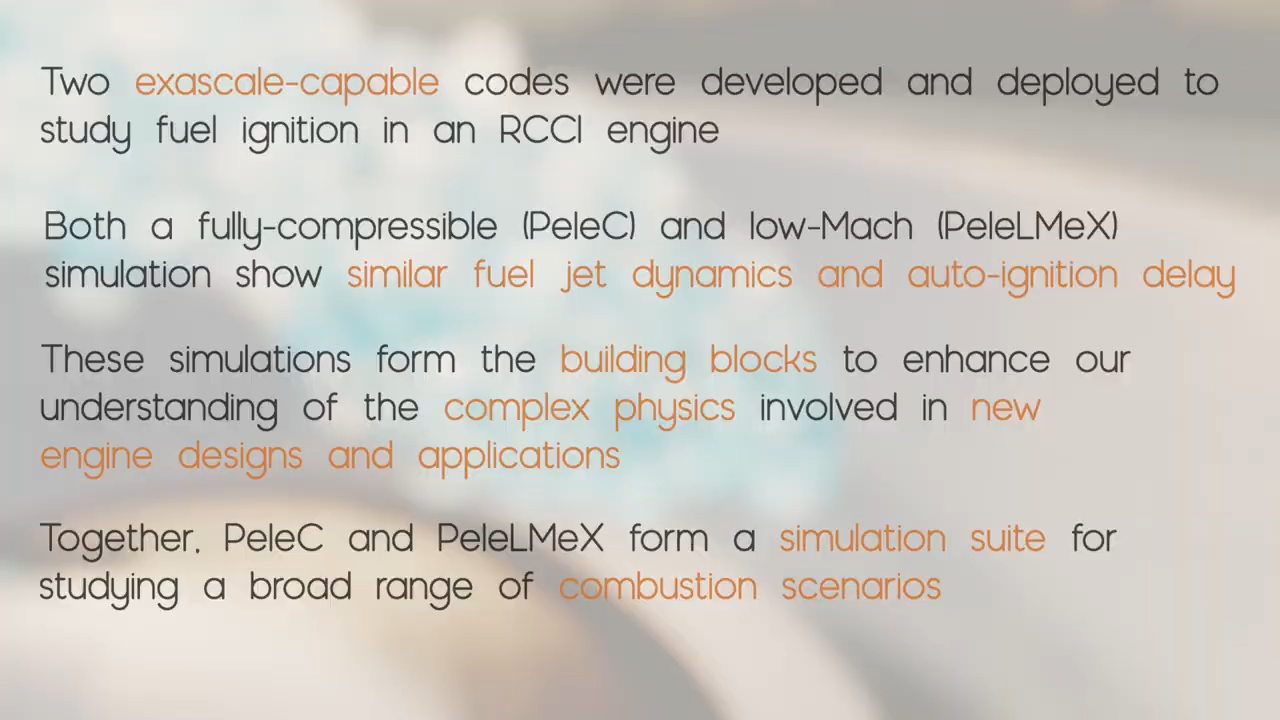 Two exascale-capable codes were developed and deployed to
study fuel ignition in an RCCI engine
Both a fully-compressible (PeleC) and low-Mach (PeleLMeX)
simulation show similar fuel jet dynamics and auto-ignition delay
These simulations form the building blocks to enhance our
understanding of the complex physics involved in new
engine designs and applications
Together, PeleC and PeleLMeX form a simulation suite for
studying a broad range of combustion scenarios